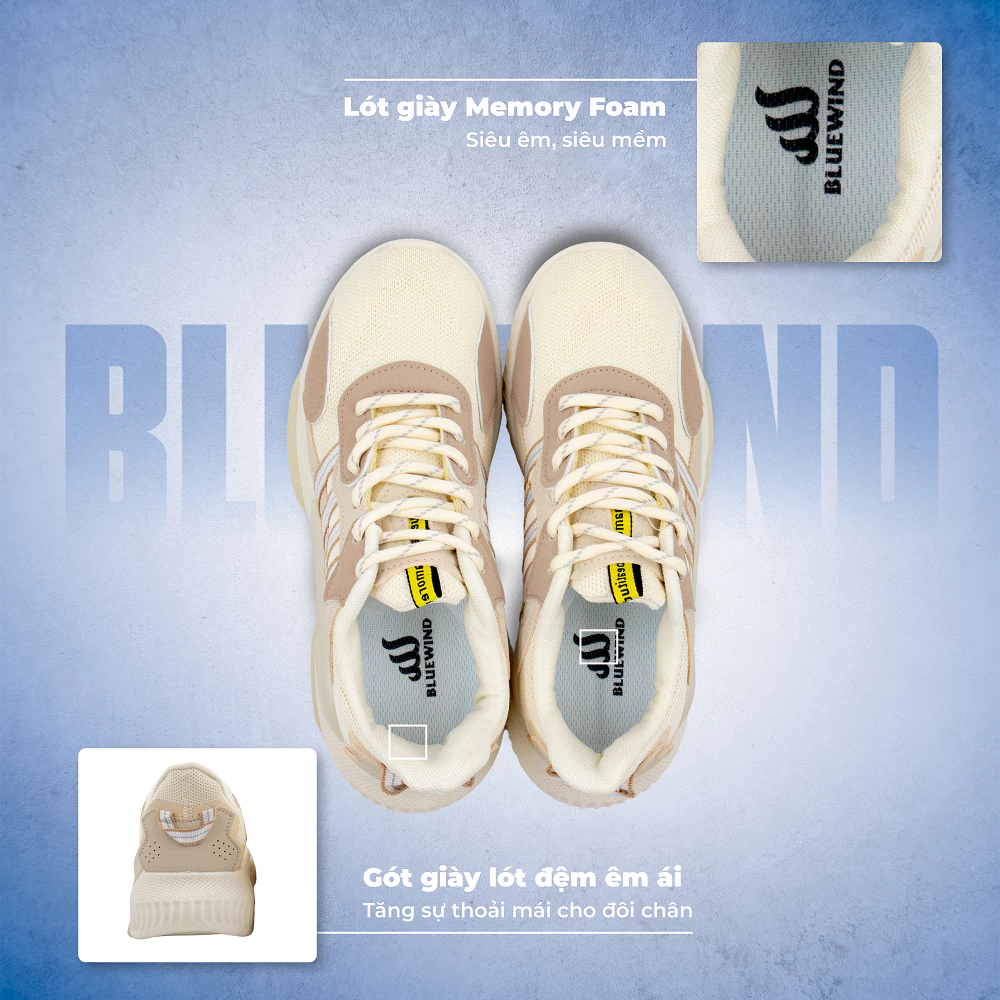 Lót giày Memory Foam
Siêu êm, siêu mềm
BLUEWIND
BLUEWIND
BLUEWIND
Gót giày lót đệm êm ái
Tăng sự thoải mái cho đôi chân